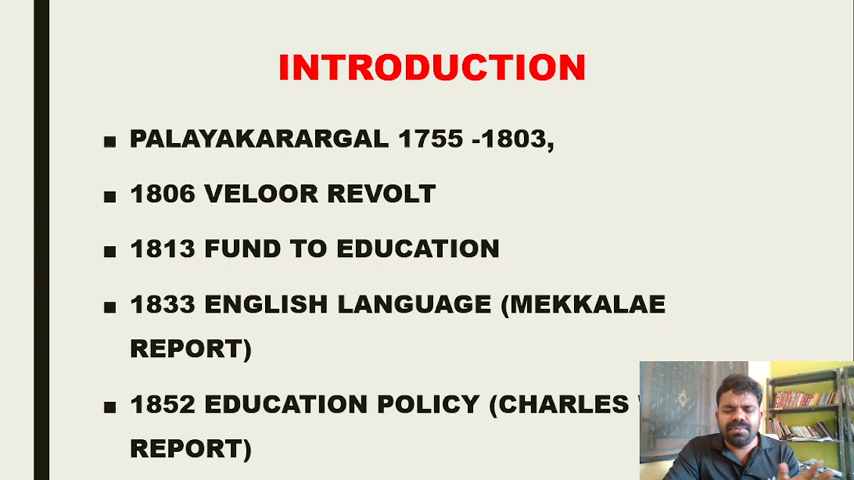 INTRODUCTION
PALAYAKARARGAL 1755 -1803,
1806 VELOOR REVOLT
1813 FUND TO EDUCATION
1833 ENGLISH LANGUAGE (MEKKALAE
REPORT)
1852 EDUCATION POLICY (CHARLES
REPORT)